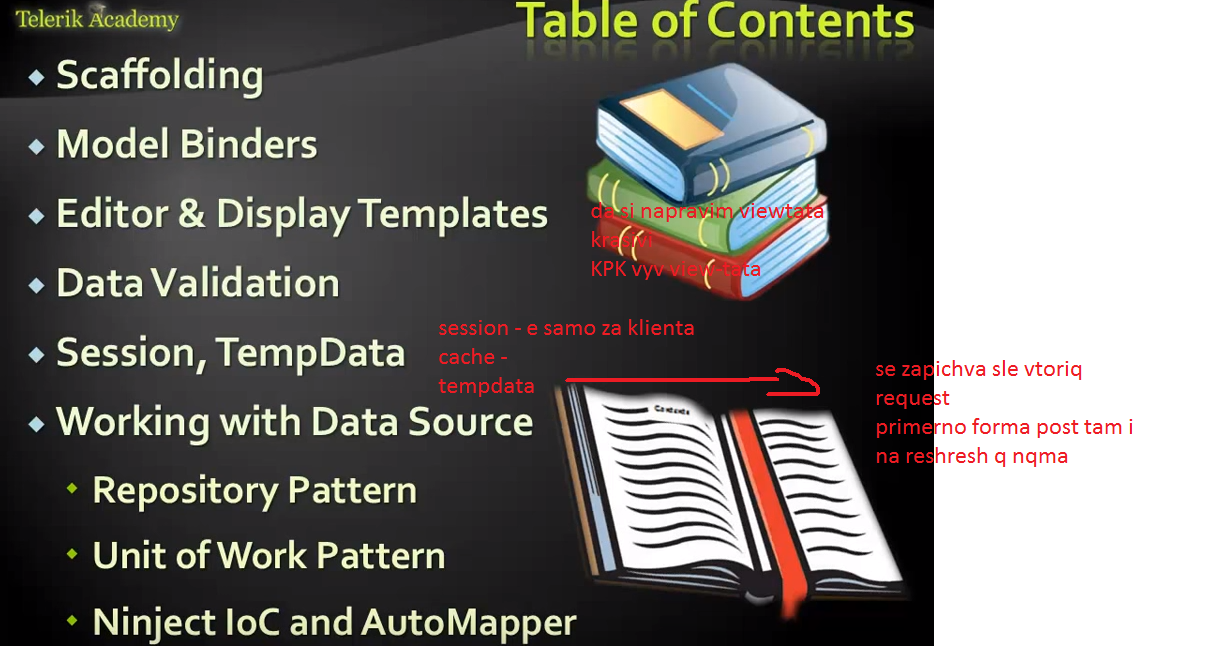 Telerik Academy
Table of Contents
Scaffolding
Model Binders
Editor & Display Templates
da si napravim viewtata
krasivi
KPK vyv view-tata
Data Validation
Session, TempData
session - e samo za klienta
cache -
tempdata
se zapichva sle vtoriq
request
primerno forma post tam i
na reshresh q nqma
Working with Data Source
Contents
Repository Pattern
Unit of Work Pattern
Ninject IoC and AutoMapper